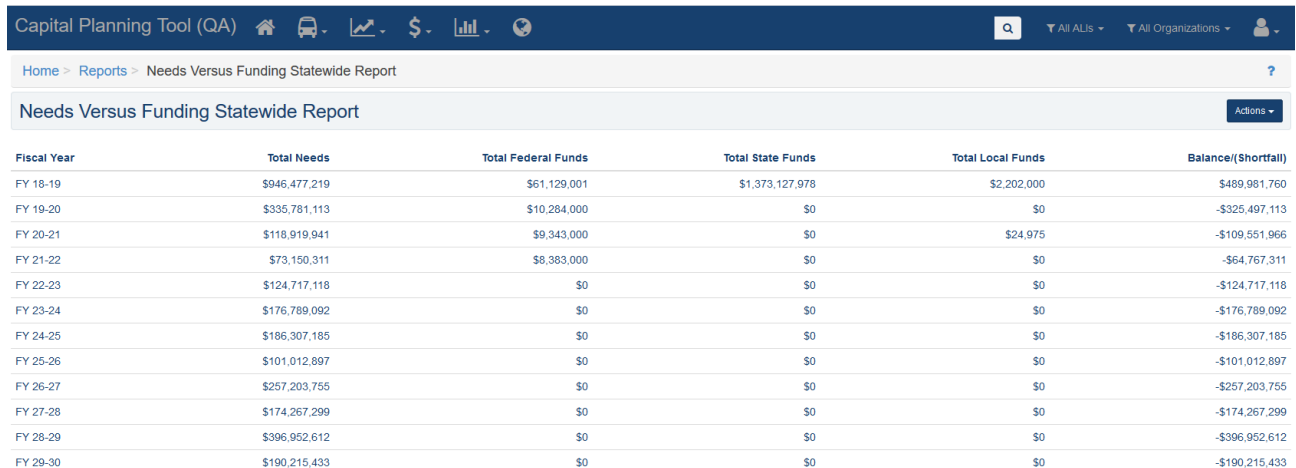 Capital Planning Tool (QA) All ALIs All Organizations
Home > Reports > Needs Versus Funding Statewide Report ?
Needs Versus Funding Statewide Report Actions
Fiscal Year Total Needs Total Federal Funds Total State Funds Total Local Funds Balance/(Shortfall)
FY 18-19 $946,477,219 $61,129,001 $1,373,127,978 $2,202,000 $489,981,760
FY 19-20 $335,781,113 $10,284,000 $0 $0 -$325,497,113
FY 20-21 $118,919,941 $9,343,000 $0 $24,975 -$109,551,966
FY 21-22 $73,150,311 $8,383,000 $0 $0 -$64,767,311
FY 22-23 $124,717,118 $0 $0 $0 -$124,717,118
FY 23-24 $176,789,092 $0 $0 $0 -$176,789,092
FY 24-25 $186,307,185 $0 $0 $0 -$186,307,185
FY 25-26 $101,012,897 $0 $0 $0 -$101,012,897
FY 26-27 $257,203,755 $0 $0 $0 -$257,203,755
FY 27-28 $174,267,299 $0 $0 $0 -$174,267,299
FY 28-29 $396,952,612 $0 $0 $0 -$396,952,612
FY 29-30 $190,215,433 $0 $0 $0 -$190,215,433